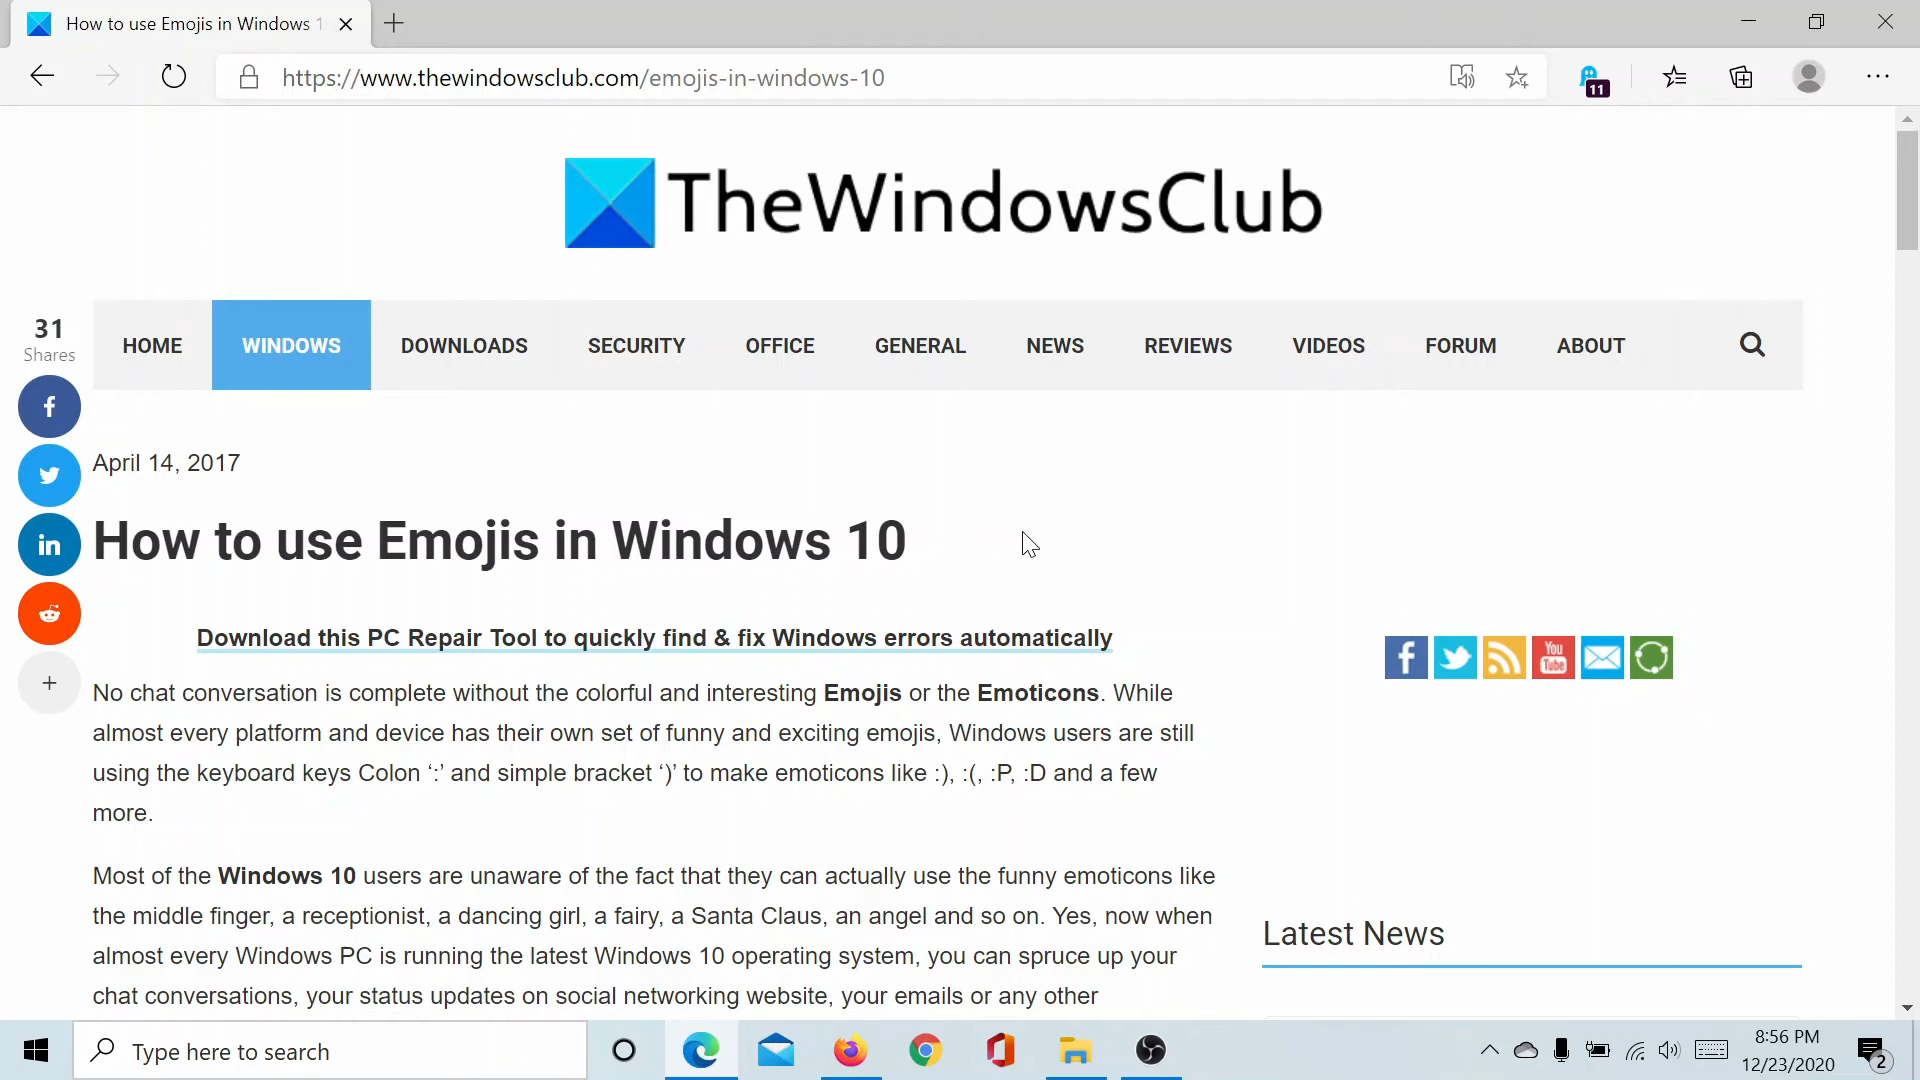 How to use Emojis in Windows 1
https://www.thewindowsclub.com/emojis-in-windows-10
11
TheWindowsClub
31
Shares
HOME WINDOWS DOWNLOADS SECURITY OFFICE GENERAL NEWS REVIEWS VIDEOS FORUM ABOUT
April 14, 2017
How to use Emojis in Windows 10
Download this PC Repair Tool to quickly find & fix Windows errors automatically
No chat conversation is complete without the colorful and interesting Emojis or the Emoticons. While
almost every platform and device has their own set of funny and exciting emojis, Windows users are still
using the keyboard keys Colon ‘:’ and simple bracket ‘)’ to make emoticons like :), :(, :P, :D and a few
more.
Most of the Windows 10 users are unaware of the fact that they can actually use the funny emoticons like
the middle finger, a receptionist, a dancing girl, a fairy, a Santa Claus, an angel and so on. Yes, now when
almost every Windows PC is running the latest Windows 10 operating system, you can spruce up your
chat conversations, your status updates on social networking website, your emails or any other
You
Tube
Latest News
Type here to search
8:56 PM
12/23/2020
2